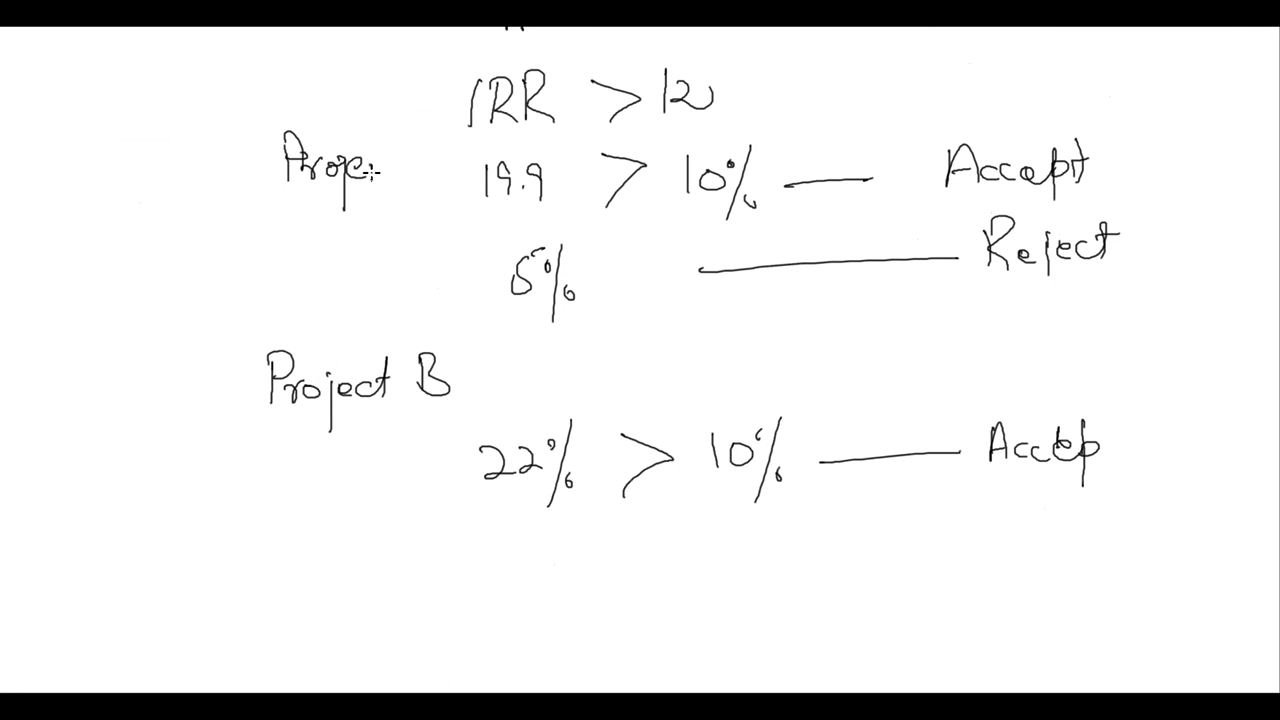 IRR > 12
Proje 19.9 > 10% — Accept
5% — Reject
Project B
22% > 10% — Accep